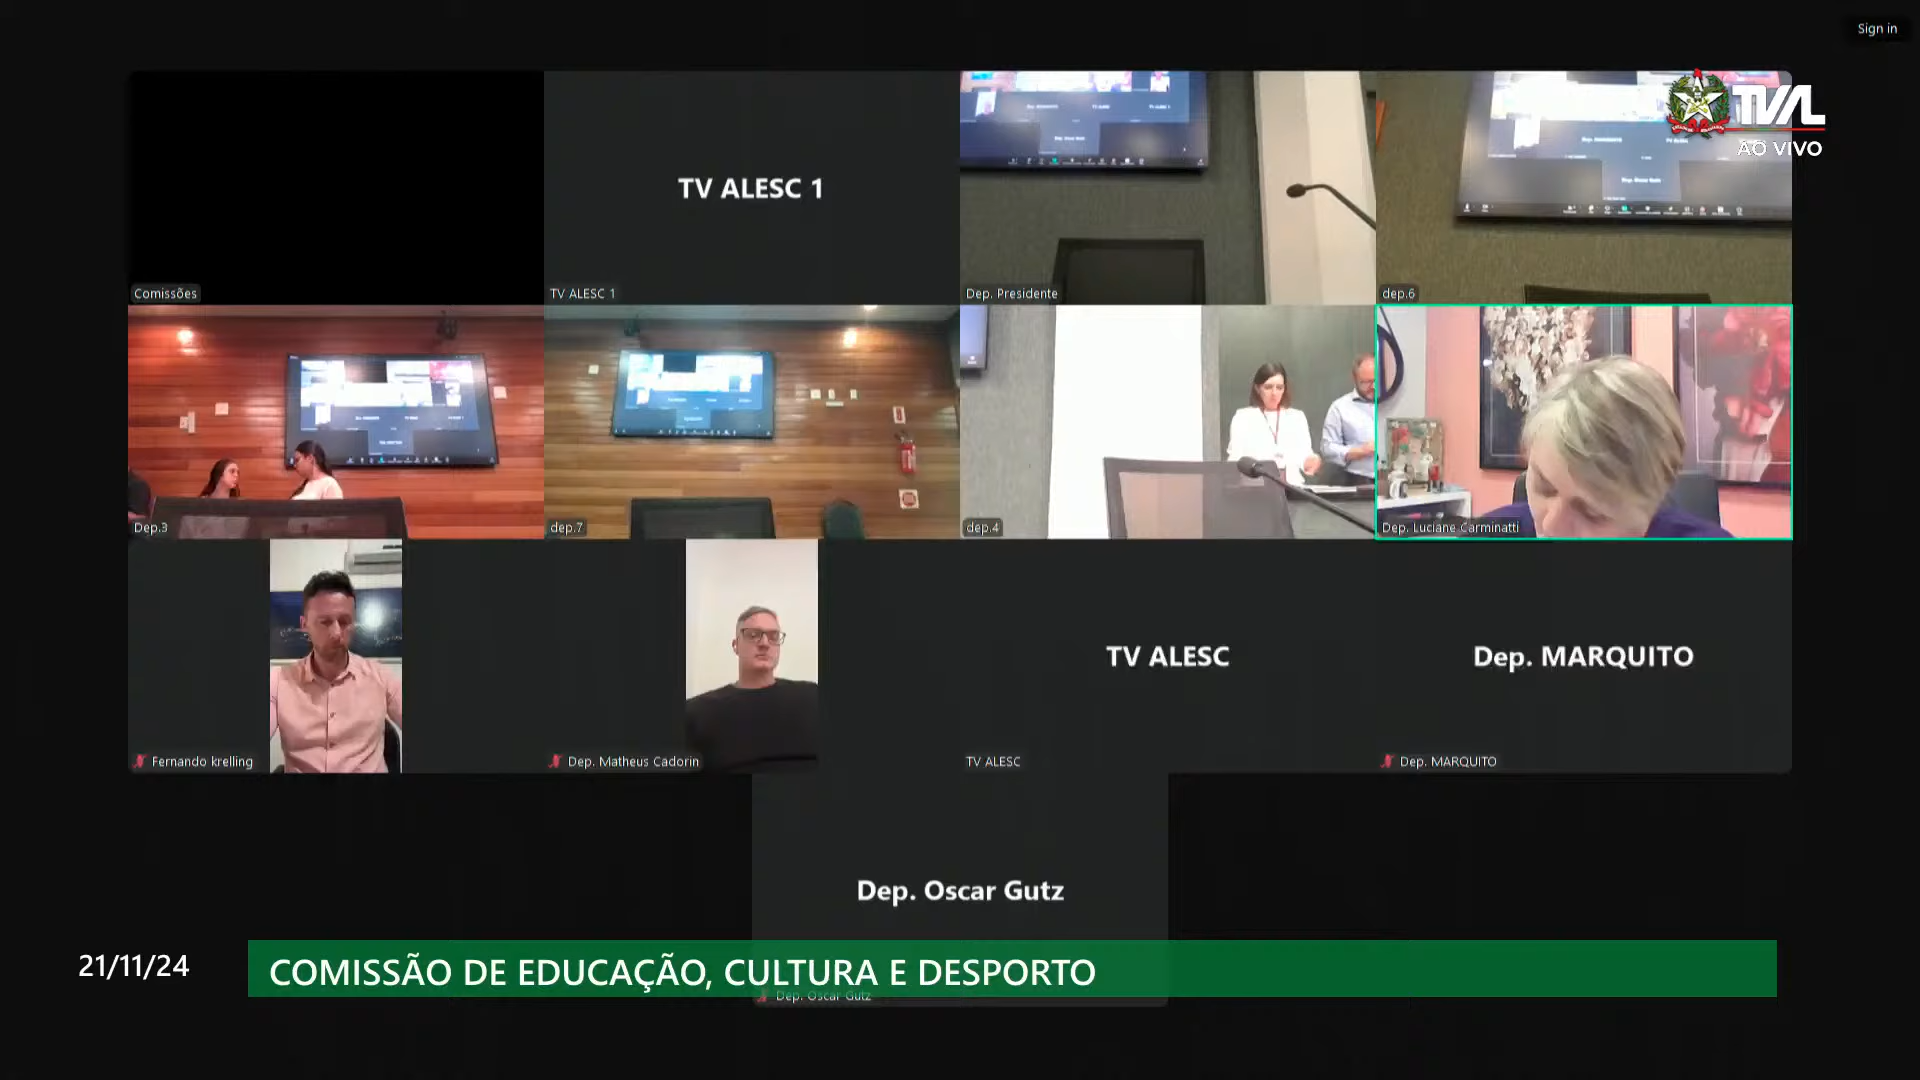 Sign in
TVAL
AO VIVO
TV ALESC 1
Comissões
TV ALESC 1
Dep. Presidente
dep.6
Dep.3
dep.7
dep.4
Dep. Luciane Carminatti
TV ALESC
Dep. MARQUITO
Fernando krelling
Dep. Matheus Cadorin
TV ALESC
Dep. MARQUITO
Dep. Oscar Gutz
21/11/24
COMISSÃO DE EDUCAÇÃO, CULTURA E DESPORTO
Dep. Oscar Gutz